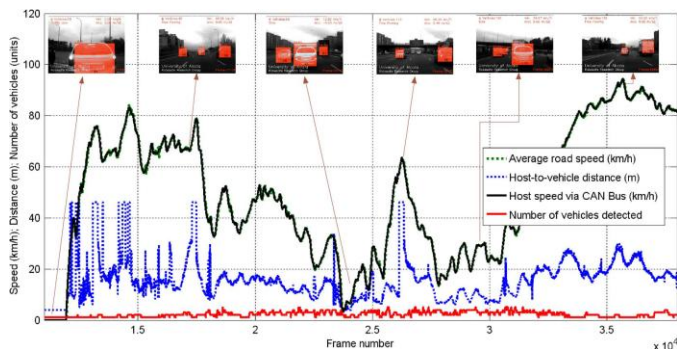 140
120
100
80
60
40
20
0
Speed (km/h); Distance (m); Number of vehicles (units)
Average road speed (km/h)
Host-to-vehicle distance (m)
Host speed via CAN Bus (km/h)
Number of vehicles detected
1.5
2
2.5
3
3.5
x 10
Frame number